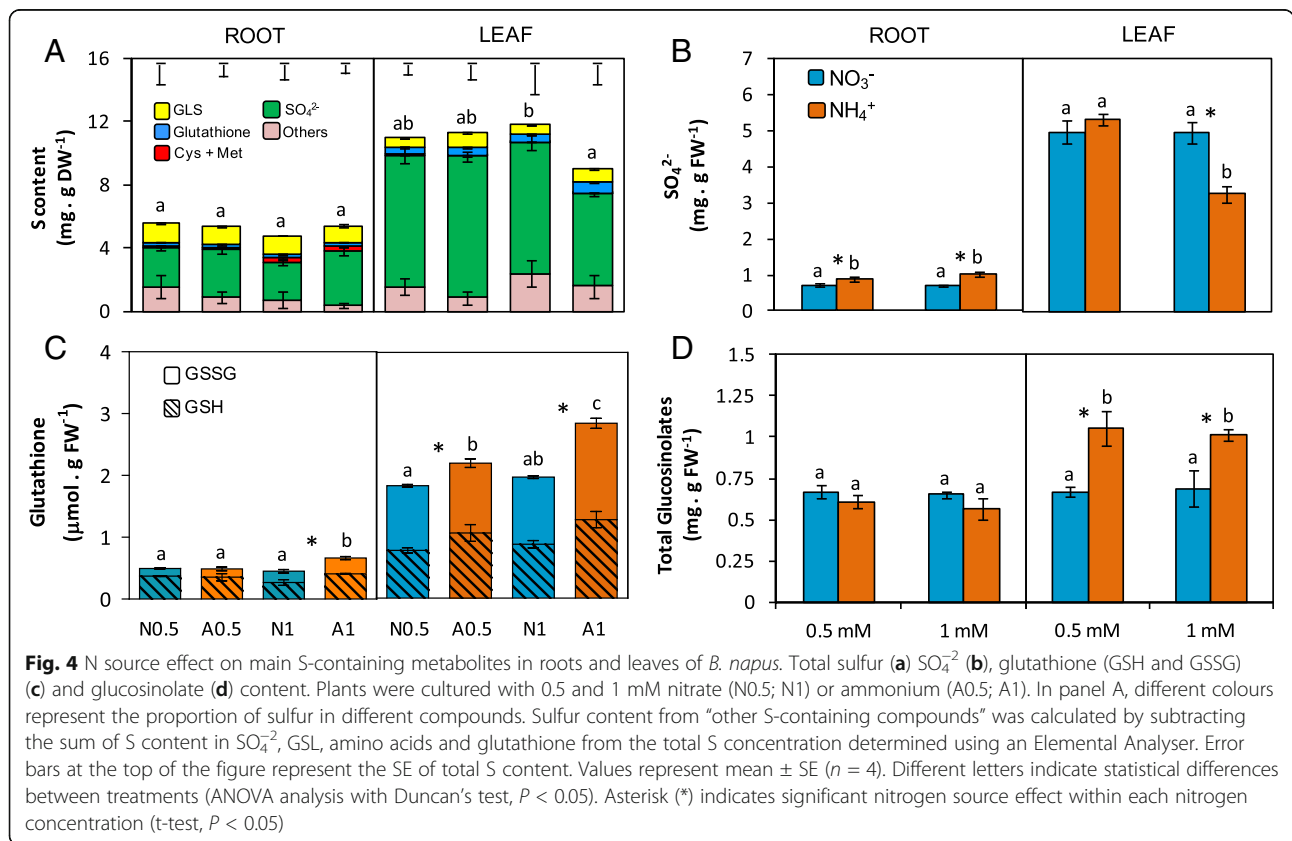 A
ROOT
LEAF
16
12
8
4
0
S content
(mg. g DW-1)
GLS
SO₄²⁻
Glutathione
Others
Cys + Met
a
a
a
a
ab
ab
b
a
B
ROOT
LEAF
7
6
5
4
3
2
1
0
SO₄²⁻
(mg. g FW-1)
NO₃⁻
NH₄⁺
a * b
a * b
a a
a *
b
C
4
3
2
1
0
Glutathione
(µmol. g FW-1)
GSSG
GSH
a
a
a
* b
a
* b
ab
* c
N0.5 A0.5 N1 A1
N0.5 A0.5 N1 A1
D
1.5
1.25
1
0.75
0.5
0.25
0
Total Glucosinolates
(mg. g FW-1)
a a
a a
a * b
a * b
0.5 mM 1 mM
0.5 mM 1 mM
Fig. 4 N source effect on main S-containing metabolites in roots and leaves of B. napus. Total sulfur (a) SO₄⁻² (b), glutathione (GSH and GSSG)
(c) and glucosinolate (d) content. Plants were cultured with 0.5 and 1 mM nitrate (N0.5; N1) or ammonium (A0.5; A1). In panel A, different colours
represent the proportion of sulfur in different compounds. Sulfur content from “other S-containing compounds” was calculated by subtracting
the sum of S content in SO₄⁻², GSL, amino acids and glutathione from the total S concentration determined using an Elemental Analyser. Error
bars at the top of the figure represent the SE of total S content. Values represent mean ± SE (n = 4). Different letters indicate statistical differences
between treatments (ANOVA analysis with Duncan’s test, P < 0.05). Asterisk (*) indicates significant nitrogen source effect within each nitrogen
concentration (t-test, P < 0.05)